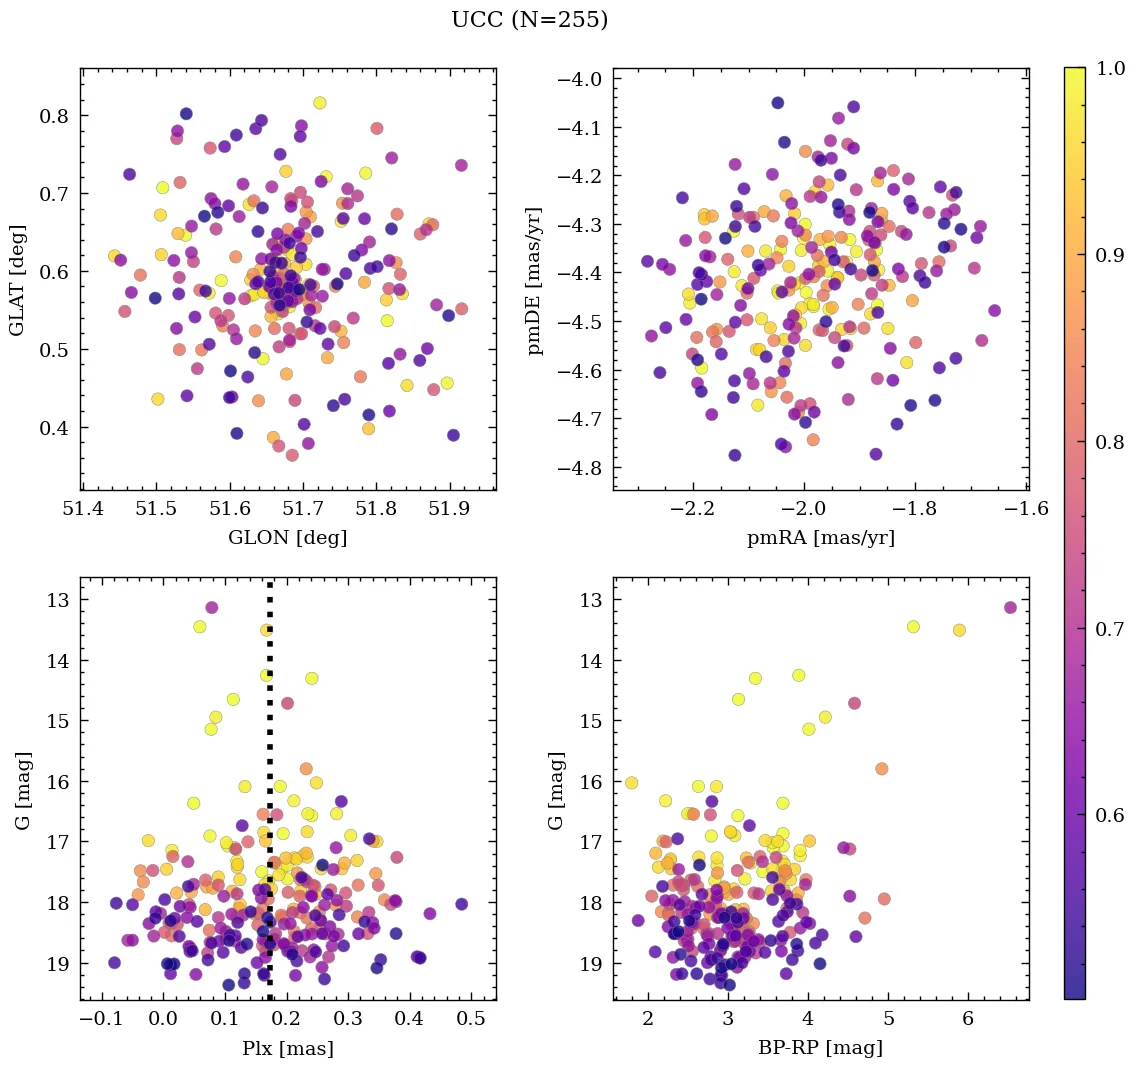 UCC (N=255)
0.8
0.7
0.6
0.5
0.4
GLAT [deg]
51.4 51.5 51.6 51.7 51.8 51.9
GLON [deg]
−4.0
−4.1
−4.2
−4.3
−4.4
−4.5
−4.6
−4.7
−4.8
pmDE [mas/yr]
−2.2 −2.0 −1.8 −1.6
pmRA [mas/yr]
13
14
15
16
17
18
19
G [mag]
−0.1 0.0 0.1 0.2 0.3 0.4 0.5
Plx [mas]
13
14
15
16
17
18
19
G [mag]
2 3 4 5 6
BP-RP [mag]
1.0
0.9
0.8
0.7
0.6